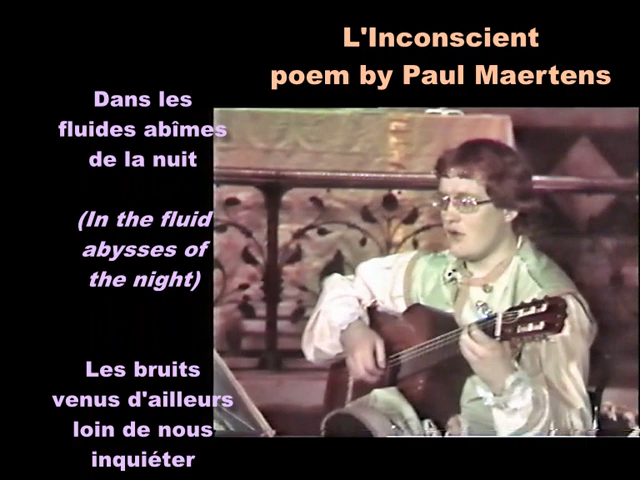 L'Inconscient
poem by Paul Maertens
Dans les
fluides abîmes
de la nuit
(In the fluid
abysses of
the night)
Les bruits
venus d'ailleurs
loin de nous
inquiéter